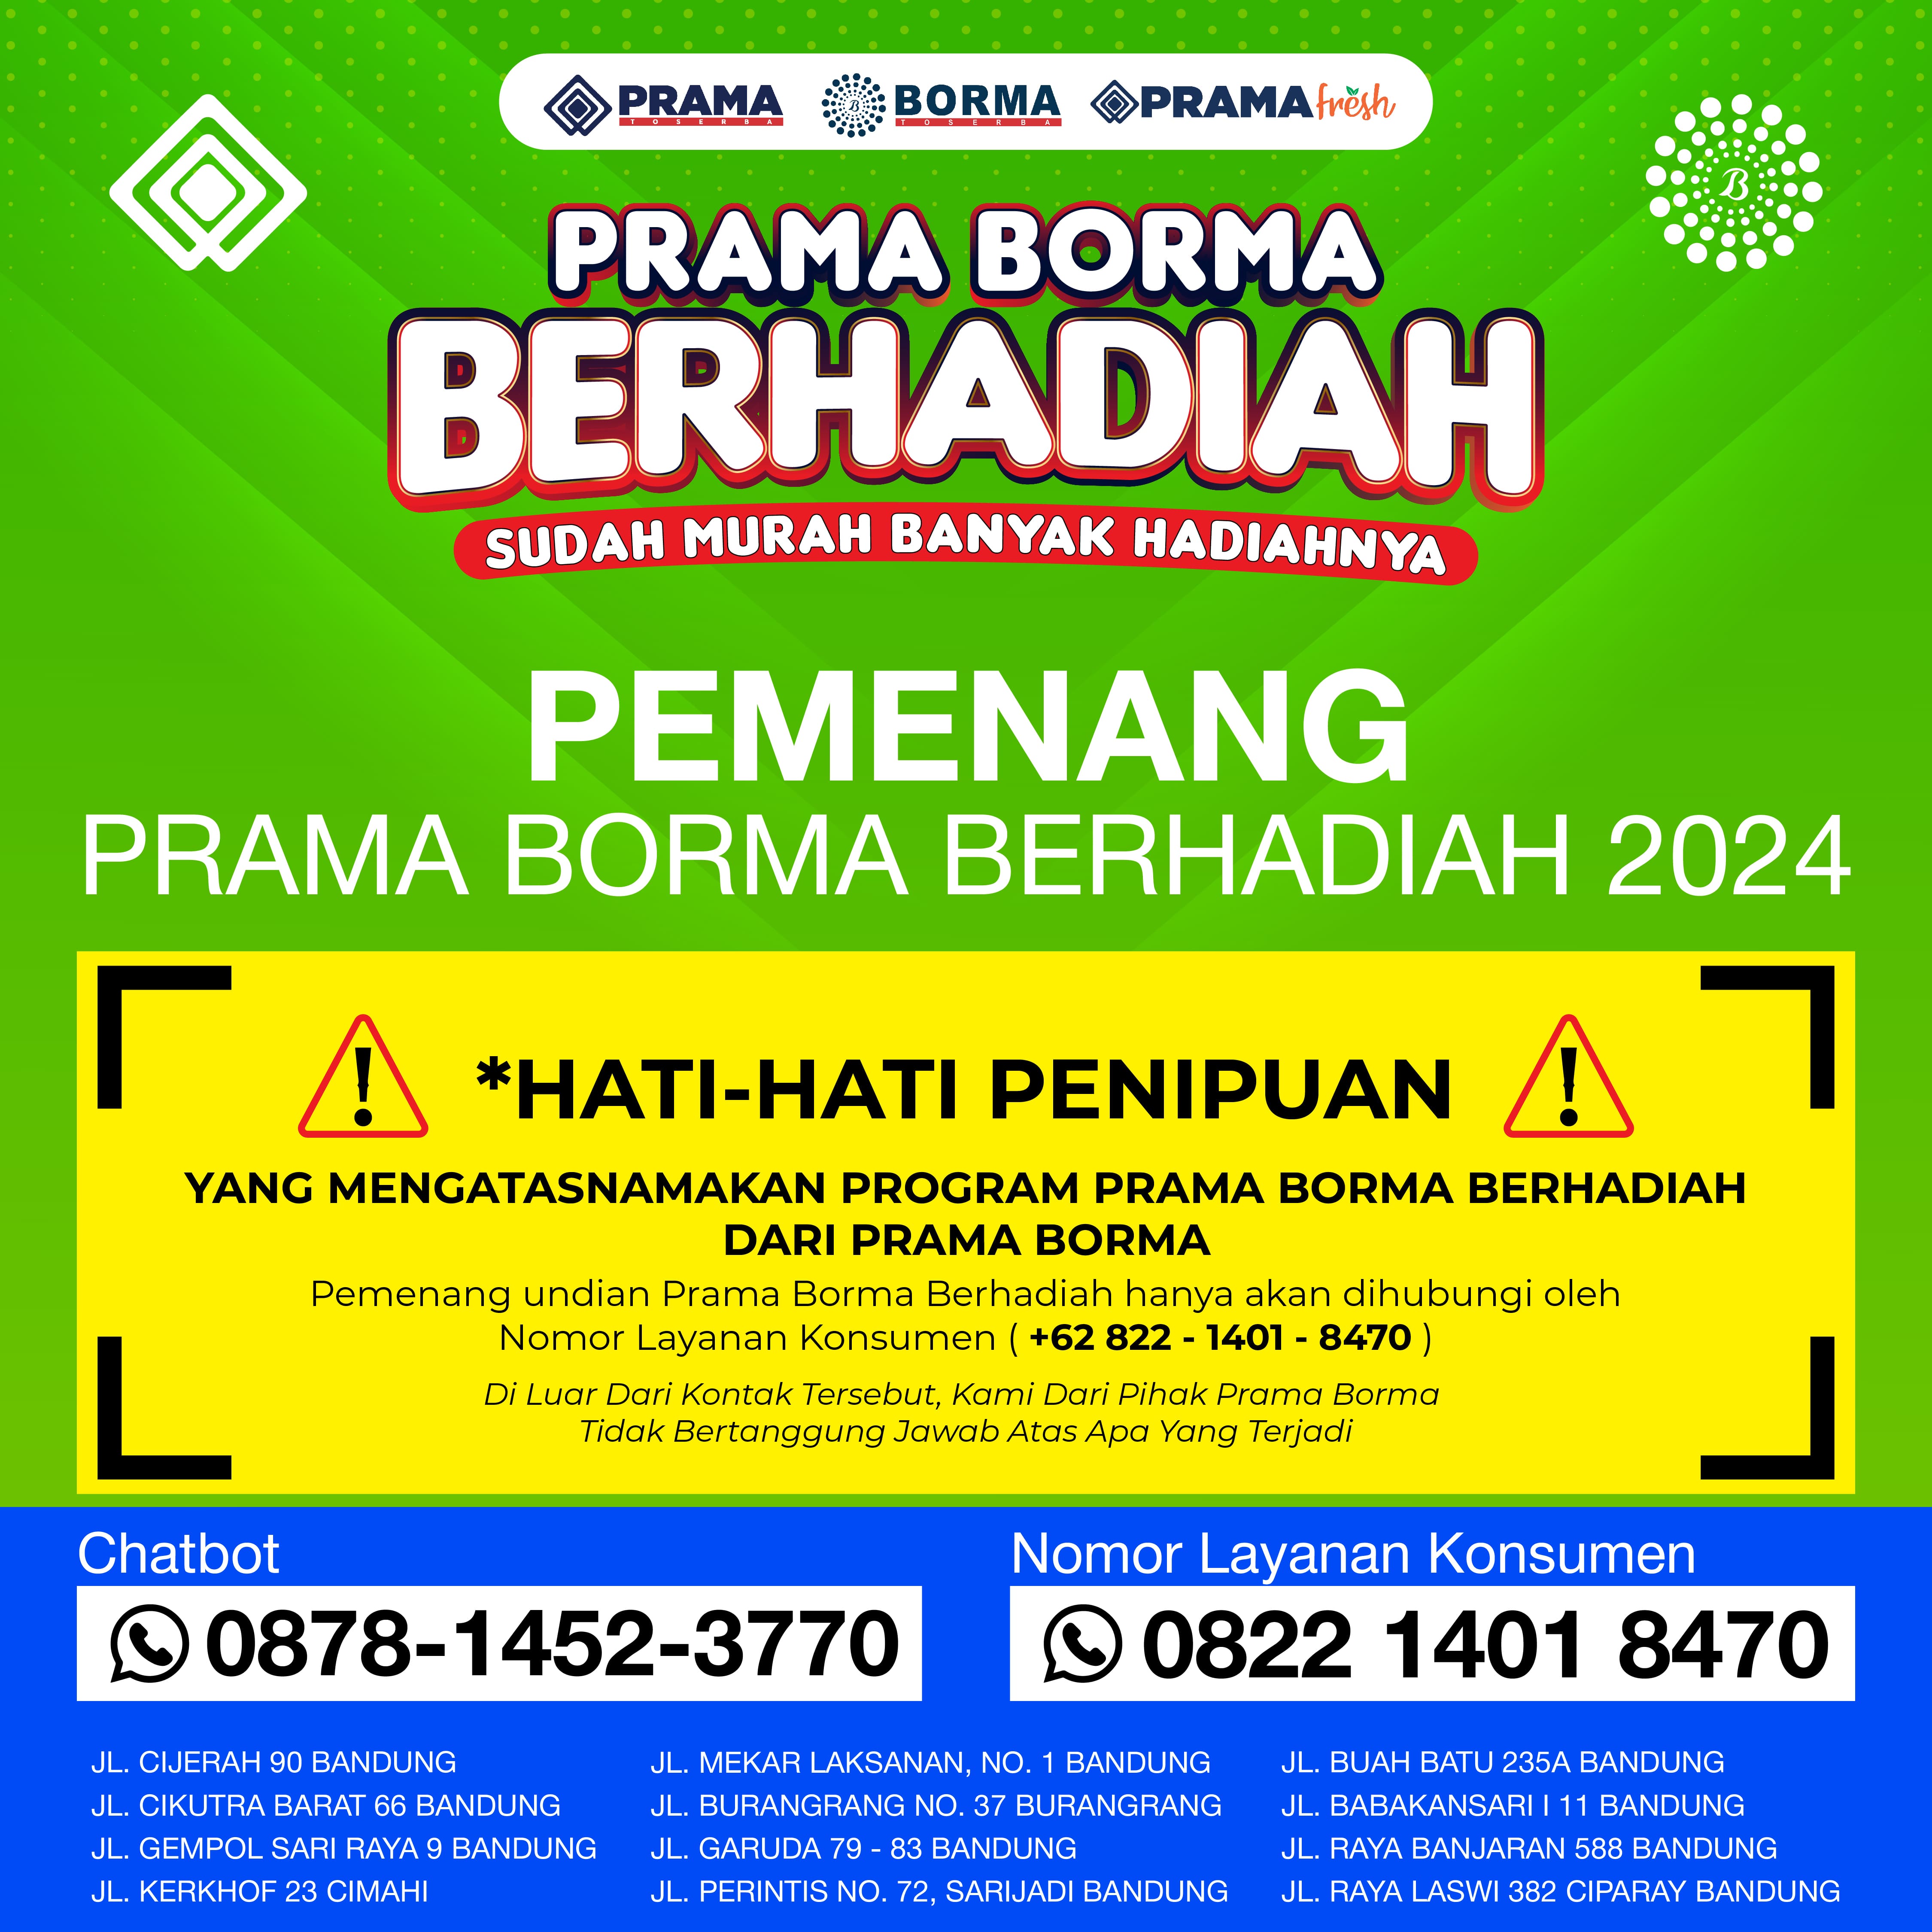 PRAMA TOSERBA BORMA TOSERBA PRAMA fresh
B
PRAMA BORMA
BERHADIAH
SUDAH MURAH BANYAK HADIAHNYA
PEMENANG
PRAMA BORMA BERHADIAH 2024
*HATI-HATI PENIPUAN
YANG MENGATASNAMAKAN PROGRAM PRAMA BORMA BERHADIAH
DARI PRAMA BORMA
Pemenang undian Prama Borma Berhadiah hanya akan dihubungi oleh
Nomor Layanan Konsumen ( +62 822 - 1401 - 8470 )
Di Luar Dari Kontak Tersebut, Kami Dari Pihak Prama Borma
Tidak Bertanggung Jawab Atas Apa Yang Terjadi
Chatbot
0878-1452-3770
Nomor Layanan Konsumen
0822 1401 8470
JL. CIJERAH 90 BANDUNG
JL. CIKUTRA BARAT 66 BANDUNG
JL. GEMPOL SARI RAYA 9 BANDUNG
JL. KERKHOF 23 CIMAHI
JL. MEKAR LAKSANAN, NO. 1 BANDUNG
JL. BURANGRANG NO. 37 BURANGRANG
JL. GARUDA 79 - 83 BANDUNG
JL. PERINTIS NO. 72, SARIJADI BANDUNG
JL. BUAH BATU 235A BANDUNG
JL. BABAKANSARI I 11 BANDUNG
JL. RAYA BANJARAN 588 BANDUNG
JL. RAYA LASWI 382 CIPARAY BANDUNG